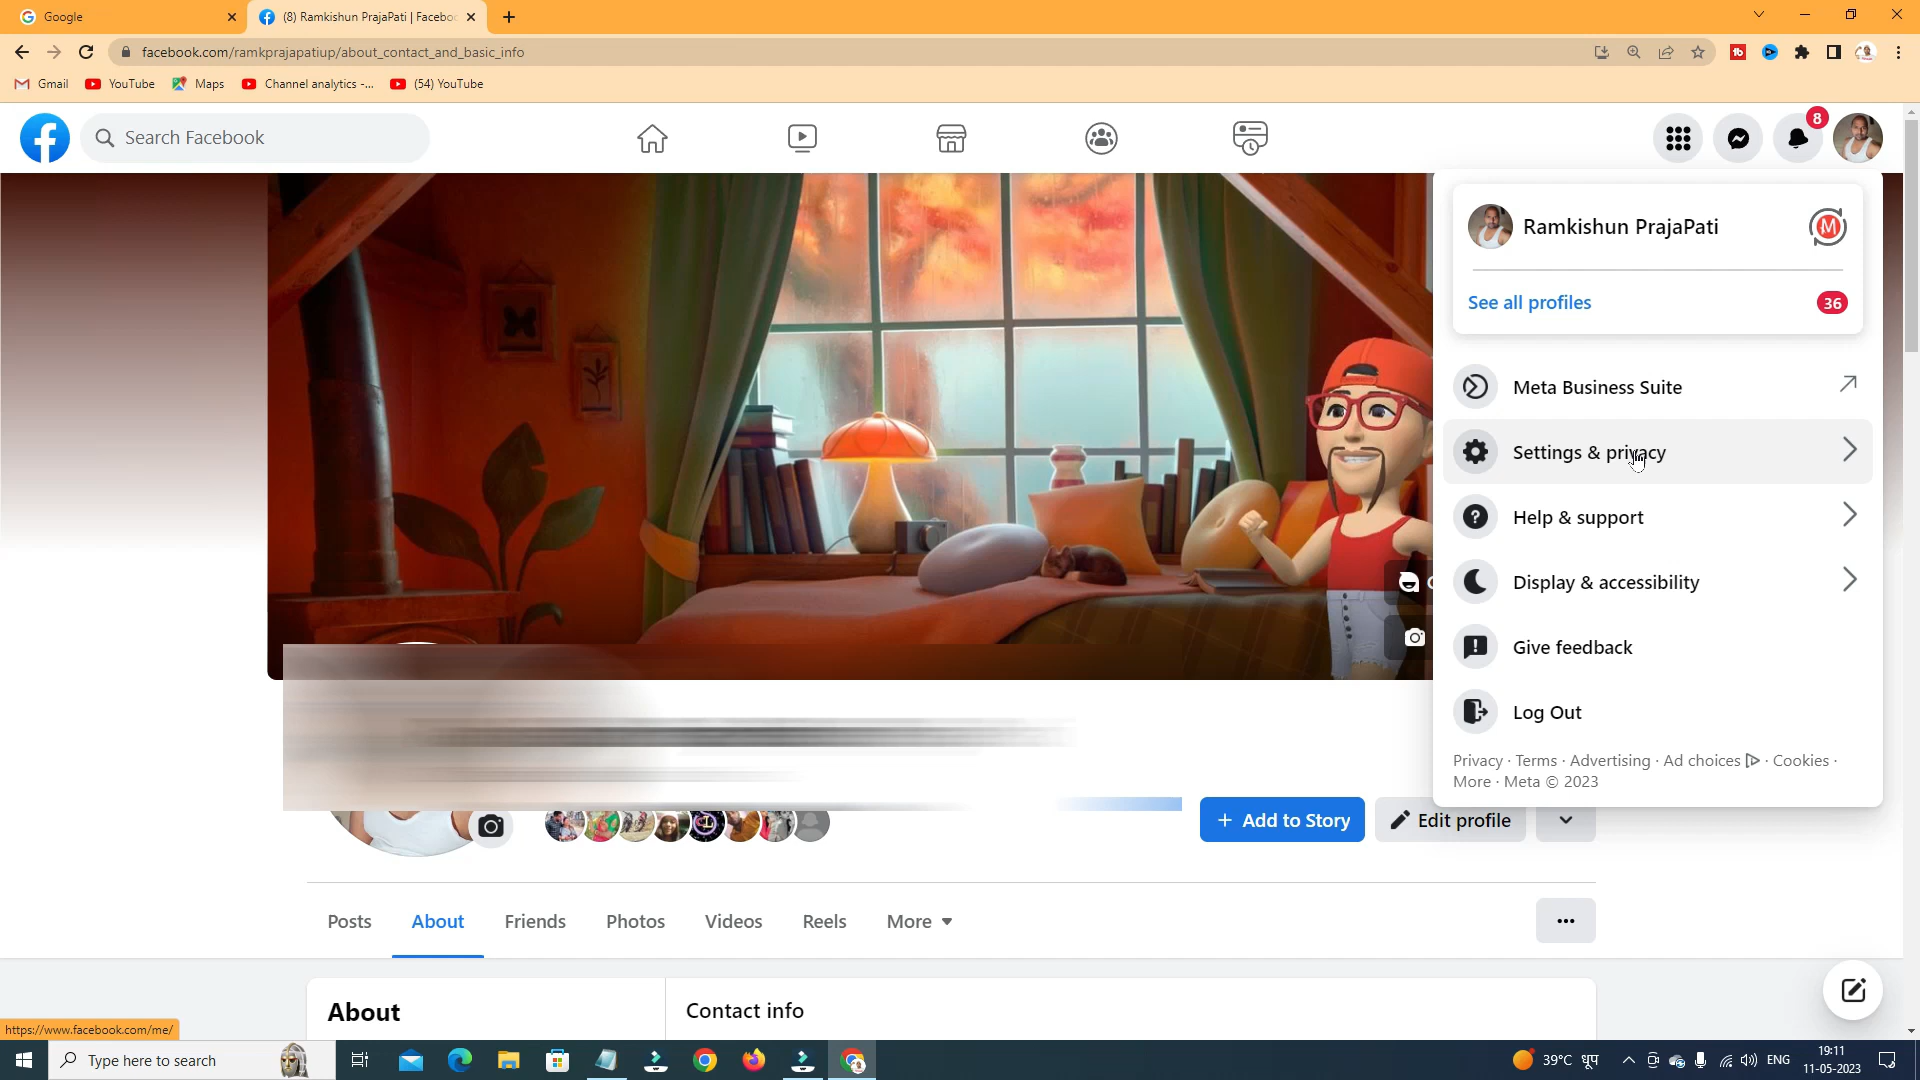 Google
(8) Ramkishun PrajaPati | Faceboo
facebook.com/ramkprajapatiup/about_contact_and_basic_info
Gmail
YouTube
Maps
Channel analytics -...
(54) YouTube
Search Facebook
8
Ramkishun PrajaPati
See all profiles
36
Meta Business Suite
Settings & privacy
Help & support
Display & accessibility
Give feedback
Log Out
Privacy · Terms · Advertising · Ad choices · Cookies ·
More · Meta © 2023
+ Add to Story
Edit profile
Posts
About
Friends
Photos
Videos
Reels
More
About
Contact info
https://www.facebook.com/me/
Type here to search
39°C धूप
ENG
19:11
11-05-2023